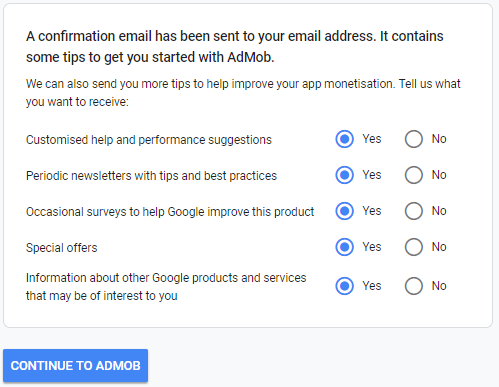 A confirmation email has been sent to your email address. It contains
some tips to get you started with AdMob.
We can also send you more tips to help improve your app monetisation. Tell us what
you want to receive:
Customised help and performance suggestions Yes No
Periodic newsletters with tips and best practices Yes No
Occasional surveys to help Google improve this product Yes No
Special offers Yes No
Information about other Google products and services
that may be of interest to you Yes No
CONTINUE TO ADMOB